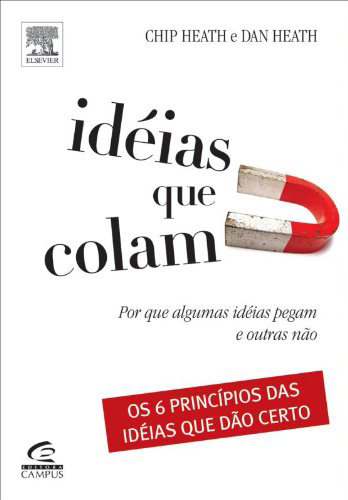 CHIP HEATH e DAN HEATH
ELSEVIER
idéias
que
colam
Por que algumas idéias pegam
e outras não
OS 6 PRINCÍPIOS DAS
IDÉIAS QUE DÃO CERTO
EDITORA
CAMPUS